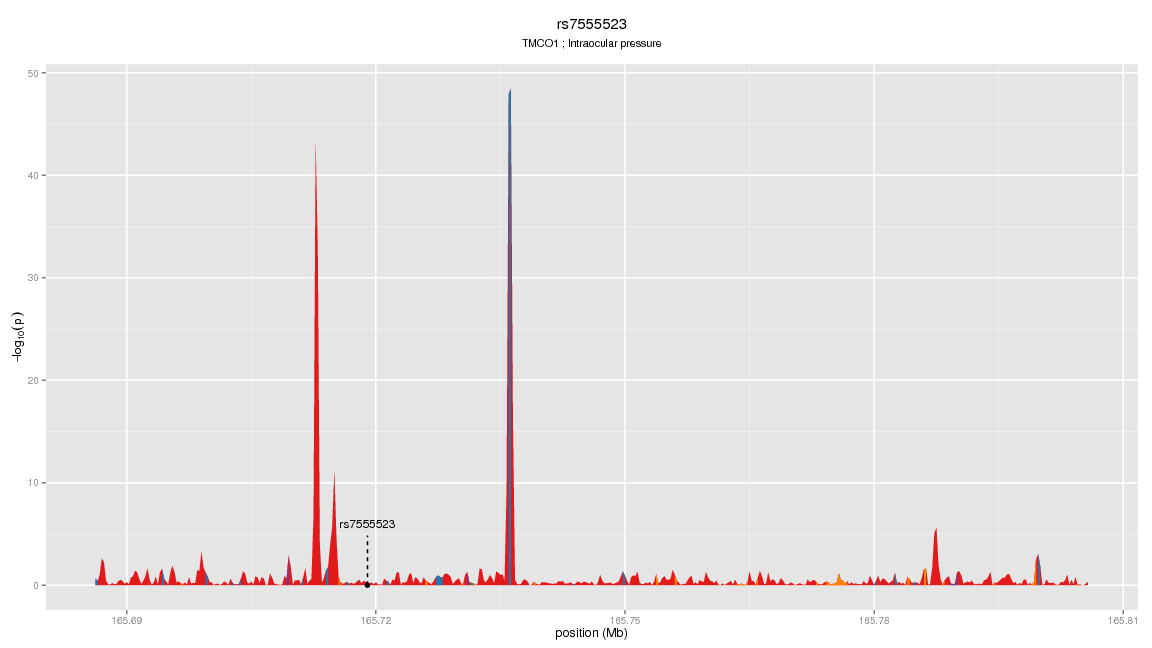 rs7555523
TMCO1 ; Intraocular pressure
50
40
30
20
10
0
−log10(p)
rs7555523
165.69
165.72
165.75
165.78
165.81
position (Mb)